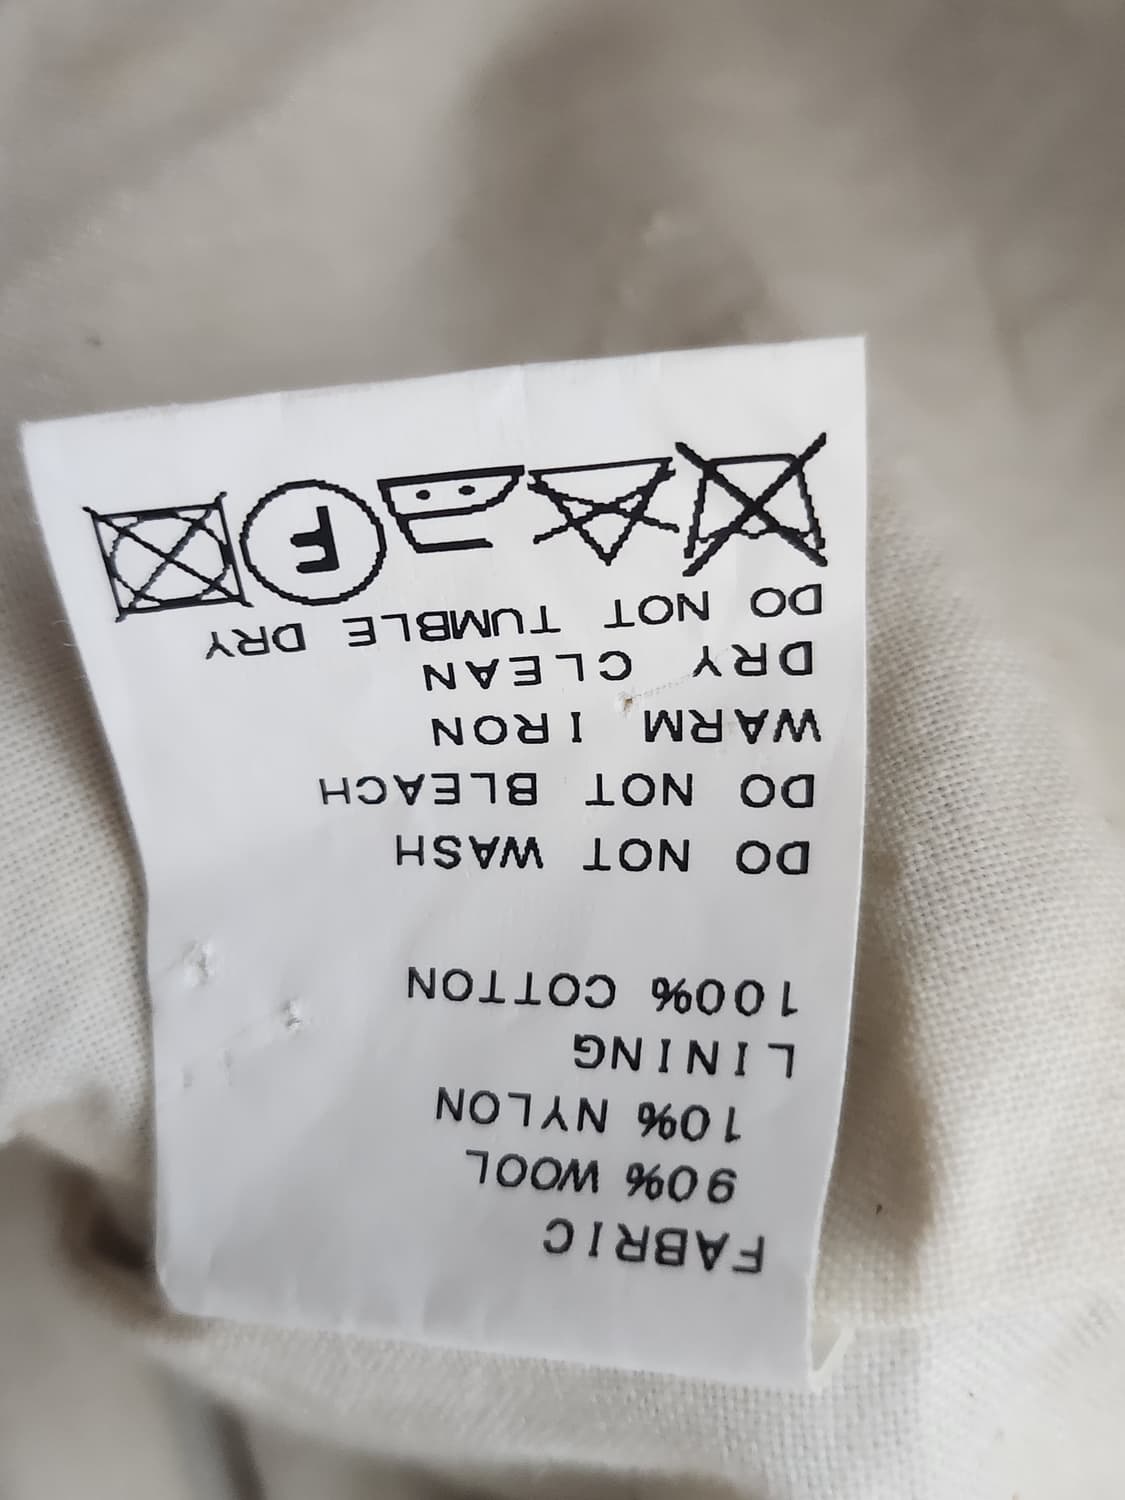 FABRIC
90% WOOL
10% NYLON
LINING
100% COTTON
DO NOT WASH
DO NOT BLEACH
WARM IRON
DRY CLEAN
DO NOT TUMBLE DRY
F